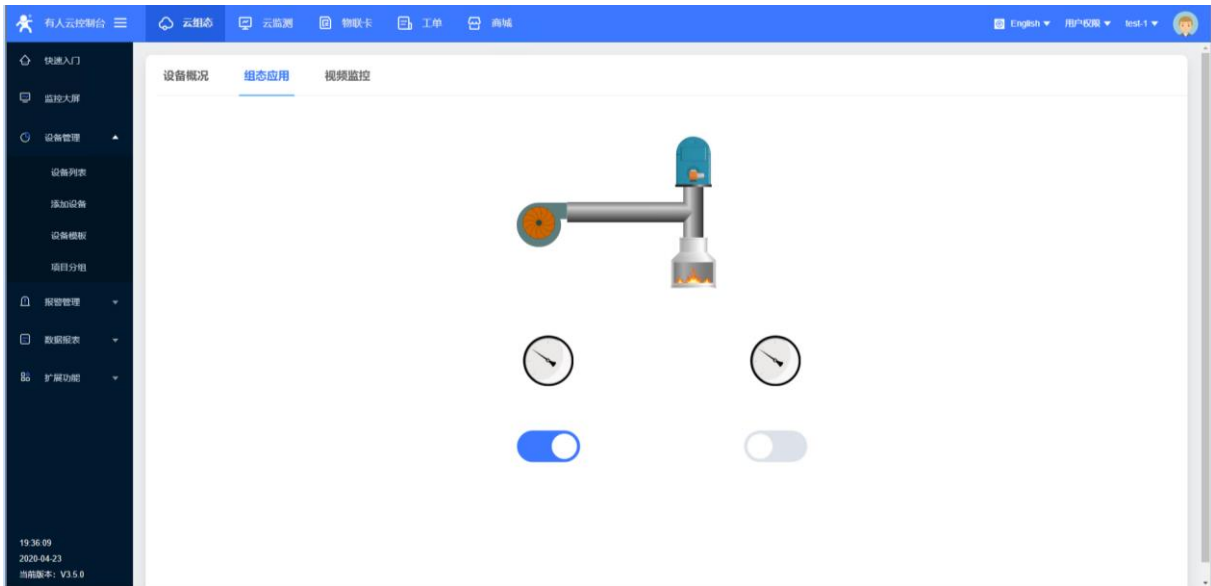 有人云控制台
云组态
云监测
物联卡
工单
商城
English
用户权限
test-1
快速入门
监控大屏
设备管理
设备列表
添加设备
设备模板
项目分组
报警管理
数据报表
扩展功能
19:36:09
2020-04-23
当前版本：V3.5.0
设备概况
组态应用
视频监控